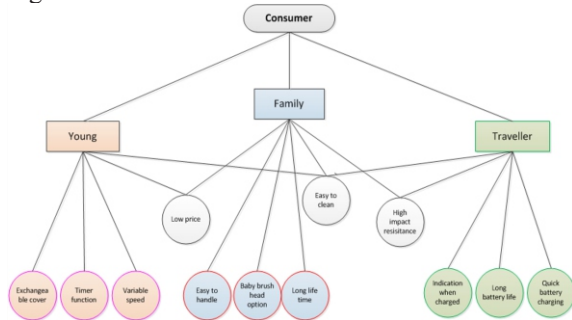 Consumer
Family
Young
Traveller
Easy to
clean
Low price
High
impact
resisitance
Exchangea
ble cover
Timer
function
Variable
speed
Easy to
handle
Baby brush
head
option
Long life
time
Indication
when
charged
Long
battery life
Quick
battery
charging